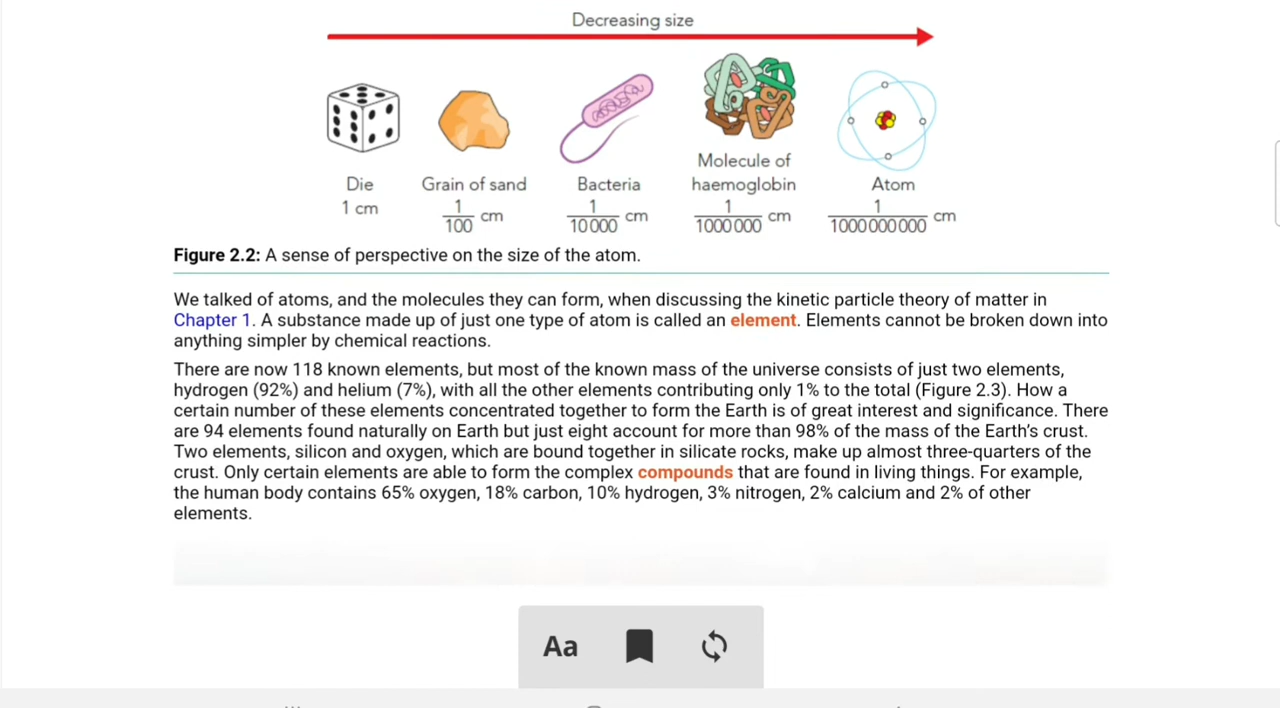 Decreasing size
Die
1 cm
Grain of sand
1/100 cm
Bacteria
1/10 000 cm
Molecule of
haemoglobin
1/1000 000 cm
Atom
1/1000 000 000 cm
Figure 2.2: A sense of perspective on the size of the atom.
We talked of atoms, and the molecules they can form, when discussing the kinetic particle theory of matter in
Chapter 1. A substance made up of just one type of atom is called an element. Elements cannot be broken down into
anything simpler by chemical reactions.
There are now 118 known elements, but most of the known mass of the universe consists of just two elements,
hydrogen (92%) and helium (7%), with all the other elements contributing only 1% to the total (Figure 2.3). How a
certain number of these elements concentrated together to form the Earth is of great interest and significance. There
are 94 elements found naturally on Earth but just eight account for more than 98% of the mass of the Earth's crust.
Two elements, silicon and oxygen, which are bound together in silicate rocks, make up almost three-quarters of the
crust. Only certain elements are able to form the complex compounds that are found in living things. For example,
the human body contains 65% oxygen, 18% carbon, 10% hydrogen, 3% nitrogen, 2% calcium and 2% of other
elements.
Aa